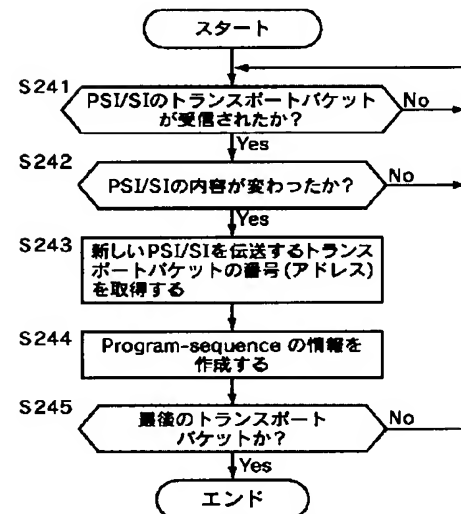 スタート
S241
PSI/SIのトランスポートパケット
が受信されたか?
No
Yes
S242
PSI/SIの内容が変わったか?
No
Yes
S243
新しいPSI/SIを伝送するトランス
ポートパケットの番号(アドレス)
を取得する
S244
Program-sequence の情報を
作成する
S245
最後のトランスポート
パケットか?
No
Yes
エンド